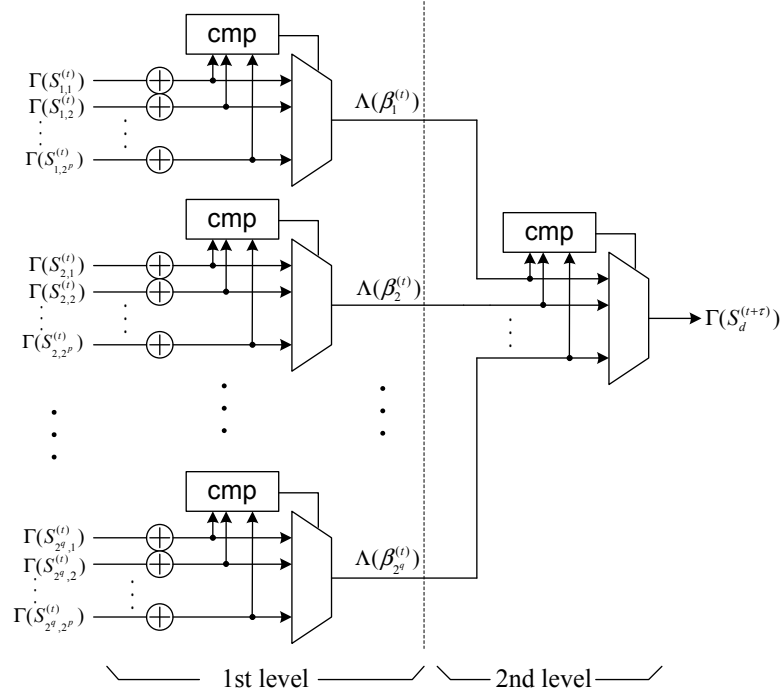 cmp
Γ(S_{1,1}^{(t)})
Γ(S_{1,2}^{(t)})
Γ(S_{1,2^p}^{(t)})
Λ(β_1^{(t)})
cmp
Γ(S_{2,1}^{(t)})
Γ(S_{2,2}^{(t)})
Γ(S_{2,2^p}^{(t)})
Λ(β_2^{(t)})
cmp
Γ(S_d^{(t+τ)})
cmp
Γ(S_{2^q,1}^{(t)})
Γ(S_{2^q,2}^{(t)})
Γ(S_{2^q,2^p}^{(t)})
Λ(β_{2^q}^{(t)})
1st level
2nd level